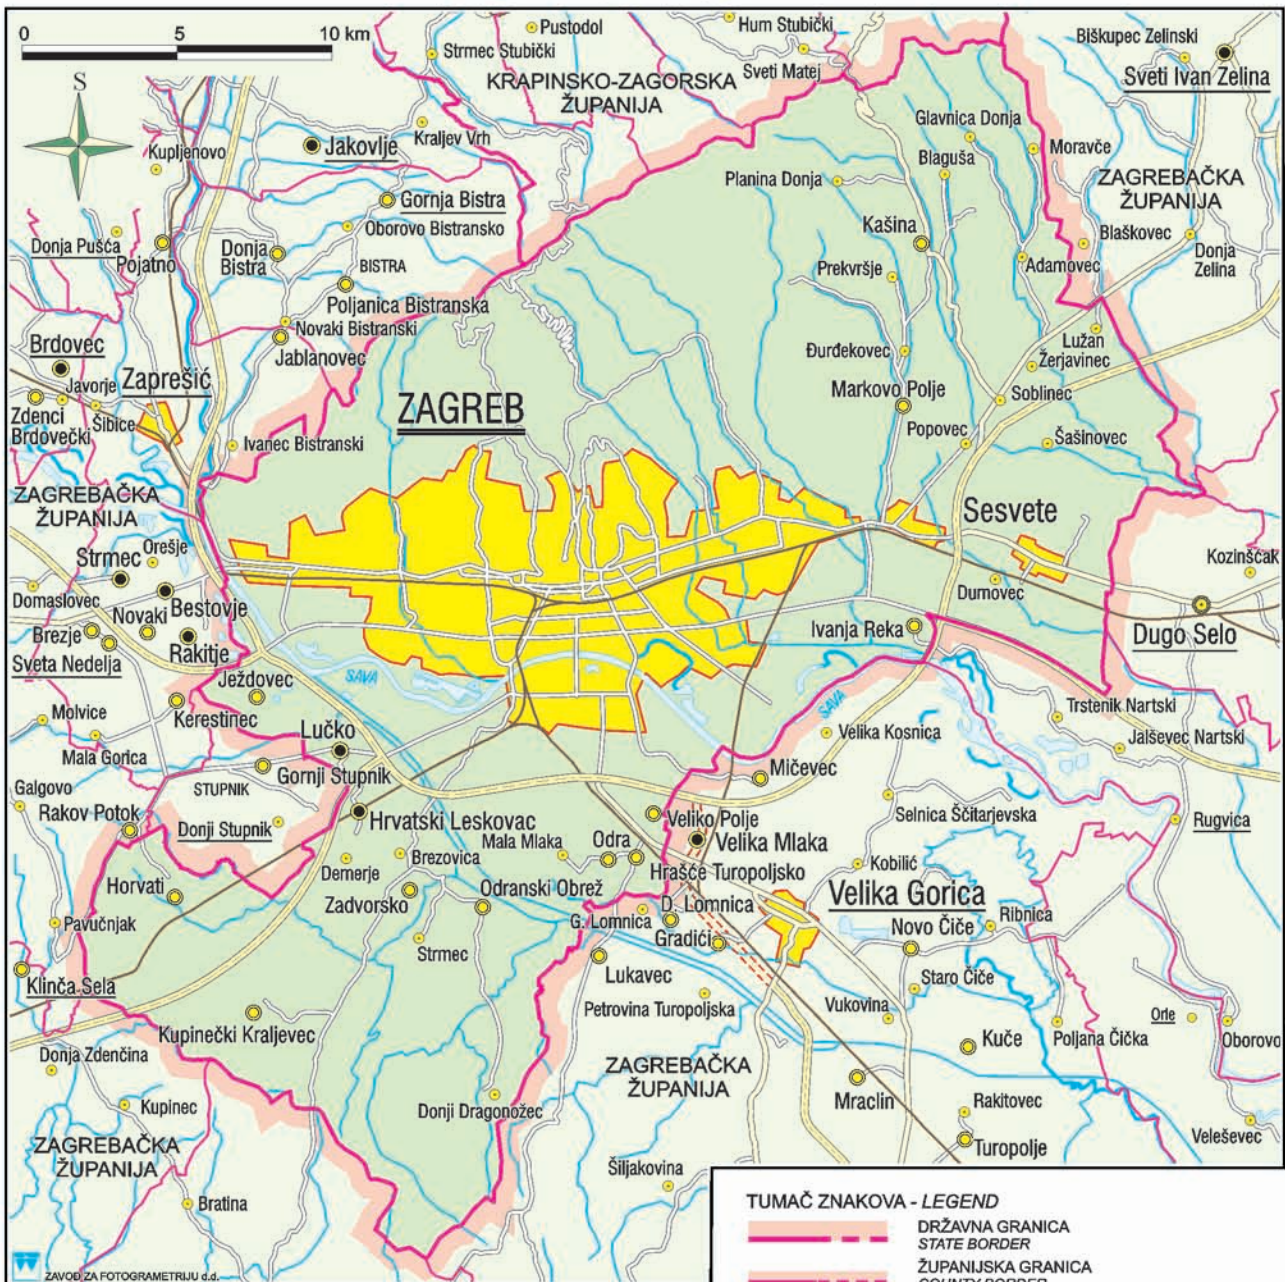 0 5 10 km
S
Pustodol
Hum Stubički
Strmec Stubički
Sveti Matej
Biškupec Zelinski
Sveti Ivan Zelina
KRAPINSKO-ZAGORSKA
ŽUPANIJA
Kupljenovo
Jakovlje
Kraljev Vrh
Glavnica Donja
Blaguša
Moravče
Planina Donja
ZAGREBAČKA
ŽUPANIJA
Gornja Bistra
Oborovo Bistransko
Kašina
Blaškovec
Donja
Zelina
Donja Pušća
Pojatno
Donja
Bistra
BISTRA
Prekvršje
Adamovec
Poljanica Bistranska
Novaki Bistranski
Jablanovec
Lužan
Đurđekovec
Žerjavinec
Brdovec
Javorje
Zaprešić
Zdenci
Brdovečki
Šibice
ZAGREB
Markovo Polje
Soblinec
Popovec
Šašinovec
Ivanec Bistranski
ZAGREBAČKA
ŽUPANIJA
Sesvete
Strmec
Orešje
Kozinščak
Domaslovec
Bestovje
Novaki
Dumovec
Brezje
Sveta Nedelja
Rakitje
Ivanja Reka
Dugo Selo
Ježdovec
SAVA
SAVA
Kerestinec
Molvice
Mala Gorica
Lučko
Velika Kosnica
Trstenik Nartski
Jalševec Nartski
Gornji Stupnik
STUPNIK
Mičevec
Galgovo
Rakov Potok
Donji Stupnik
Hrvatski Leskovac
Veliko Polje
Selnica Ščitarjevska
Rugvica
Velika Mlaka
Mala Mlaka
Odra
Demerje
Brezovica
Hrašće Turopoljsko
Kobilić
Horvati
Zadvorsko
Odranski Obrež
D. Lomnica
Velika Gorica
G. Lomnica
Gradići
Novo Čiče
Ribnica
Pavučnjak
Strmec
Lukavec
Klinča Sela
Petrovina Turopoljska
Vukovina
Staro Čiče
Kupinečki Kraljevec
Kuče
Poljana Čička
Orle
Oborovo
Donja Zdenčina
ZAGREBAČKA
ŽUPANIJA
Mraclin
Kupinec
Donji Dragonožec
Rakitovec
Turopolje
Veleševec
ZAGREBAČKA
ŽUPANIJA
Šiljakovina
Bratina
TUMAČ ZNAKOVA - LEGEND
DRŽAVNA GRANICA
STATE BORDER
ŽUPANIJSKA GRANICA
COUNTY BORDER
ZAVOD ZA FOTOGRAMETRIJU d.d.